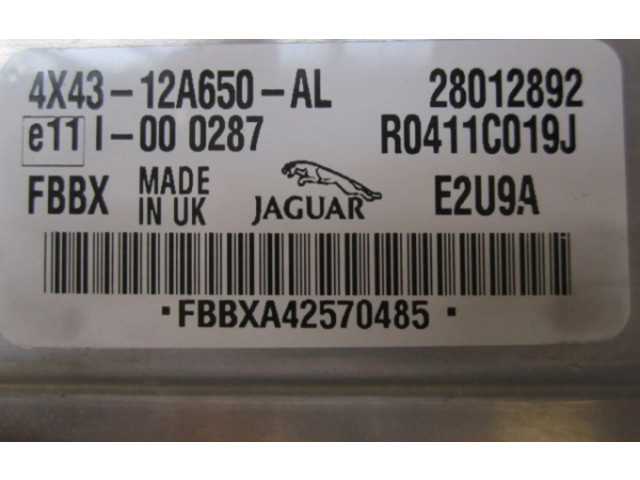 4X43-12A650-AL 28012892
e11 I-00 0287 R0411C019J
FBBX MADE IN UK JAGUAR E2U9A
·FBBXA42570485·